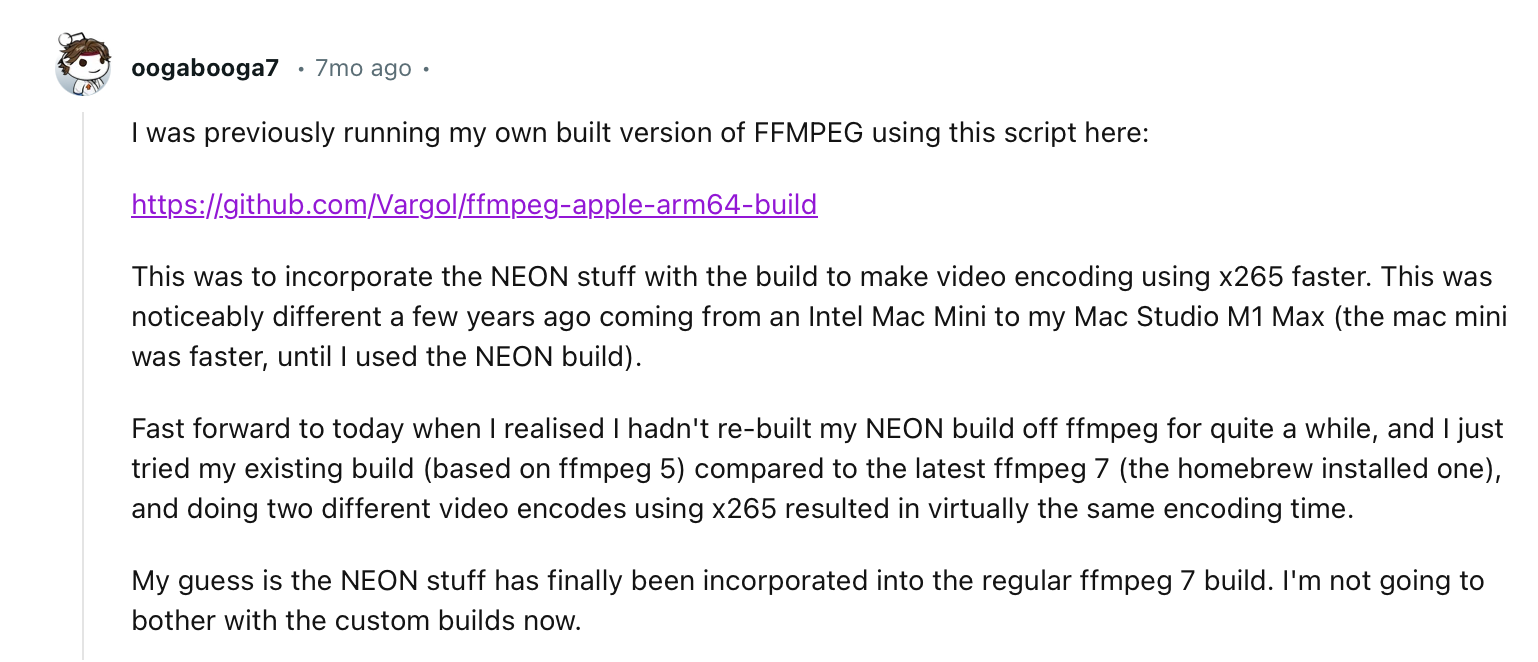 oogabooga7 • 7mo ago •
I was previously running my own built version of FFMPEG using this script here:
https://github.com/Vargol/ffmpeg-apple-arm64-build
This was to incorporate the NEON stuff with the build to make video encoding using x265 faster. This was
noticeably different a few years ago coming from an Intel Mac Mini to my Mac Studio M1 Max (the mac mini
was faster, until I used the NEON build).
Fast forward to today when I realised I hadn't re-built my NEON build off ffmpeg for quite a while, and I just
tried my existing build (based on ffmpeg 5) compared to the latest ffmpeg 7 (the homebrew installed one),
and doing two different video encodes using x265 resulted in virtually the same encoding time.
My guess is the NEON stuff has finally been incorporated into the regular ffmpeg 7 build. I'm not going to
bother with the custom builds now.